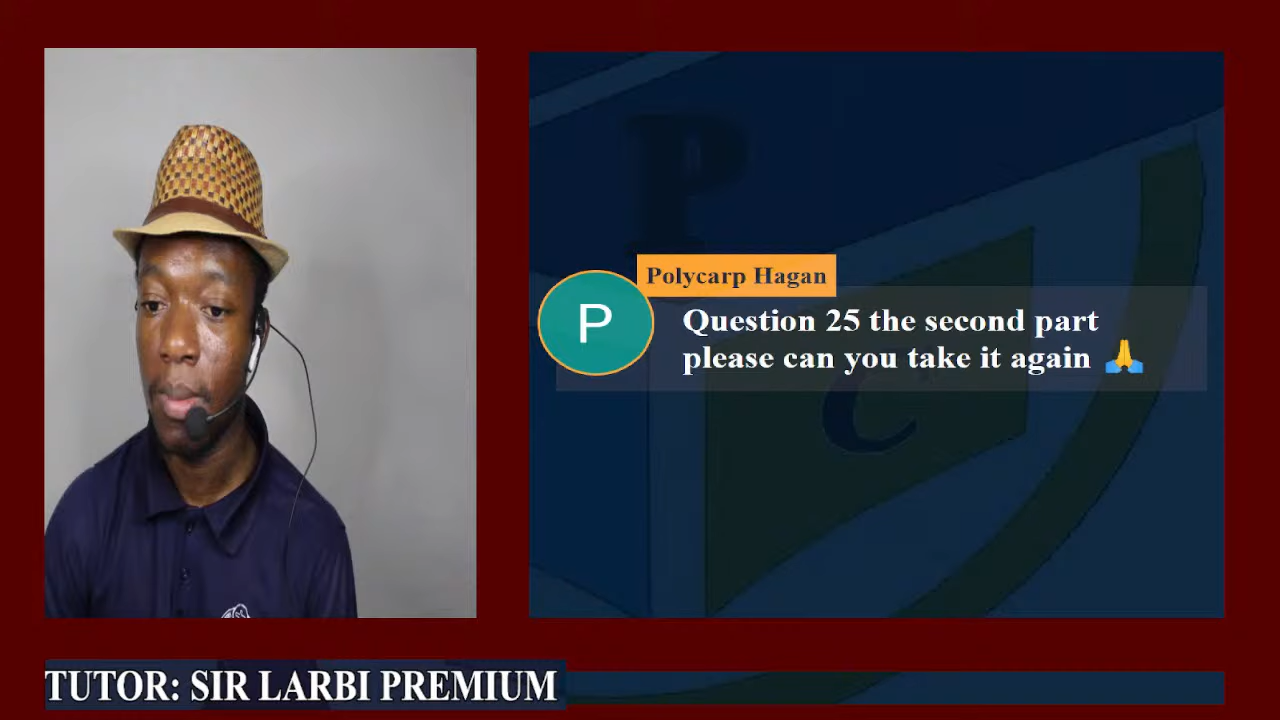 P
C
Polycarp Hagan
P
Question 25 the second part
please can you take it again 🙏
TUTOR: SIR LARBI PREMIUM